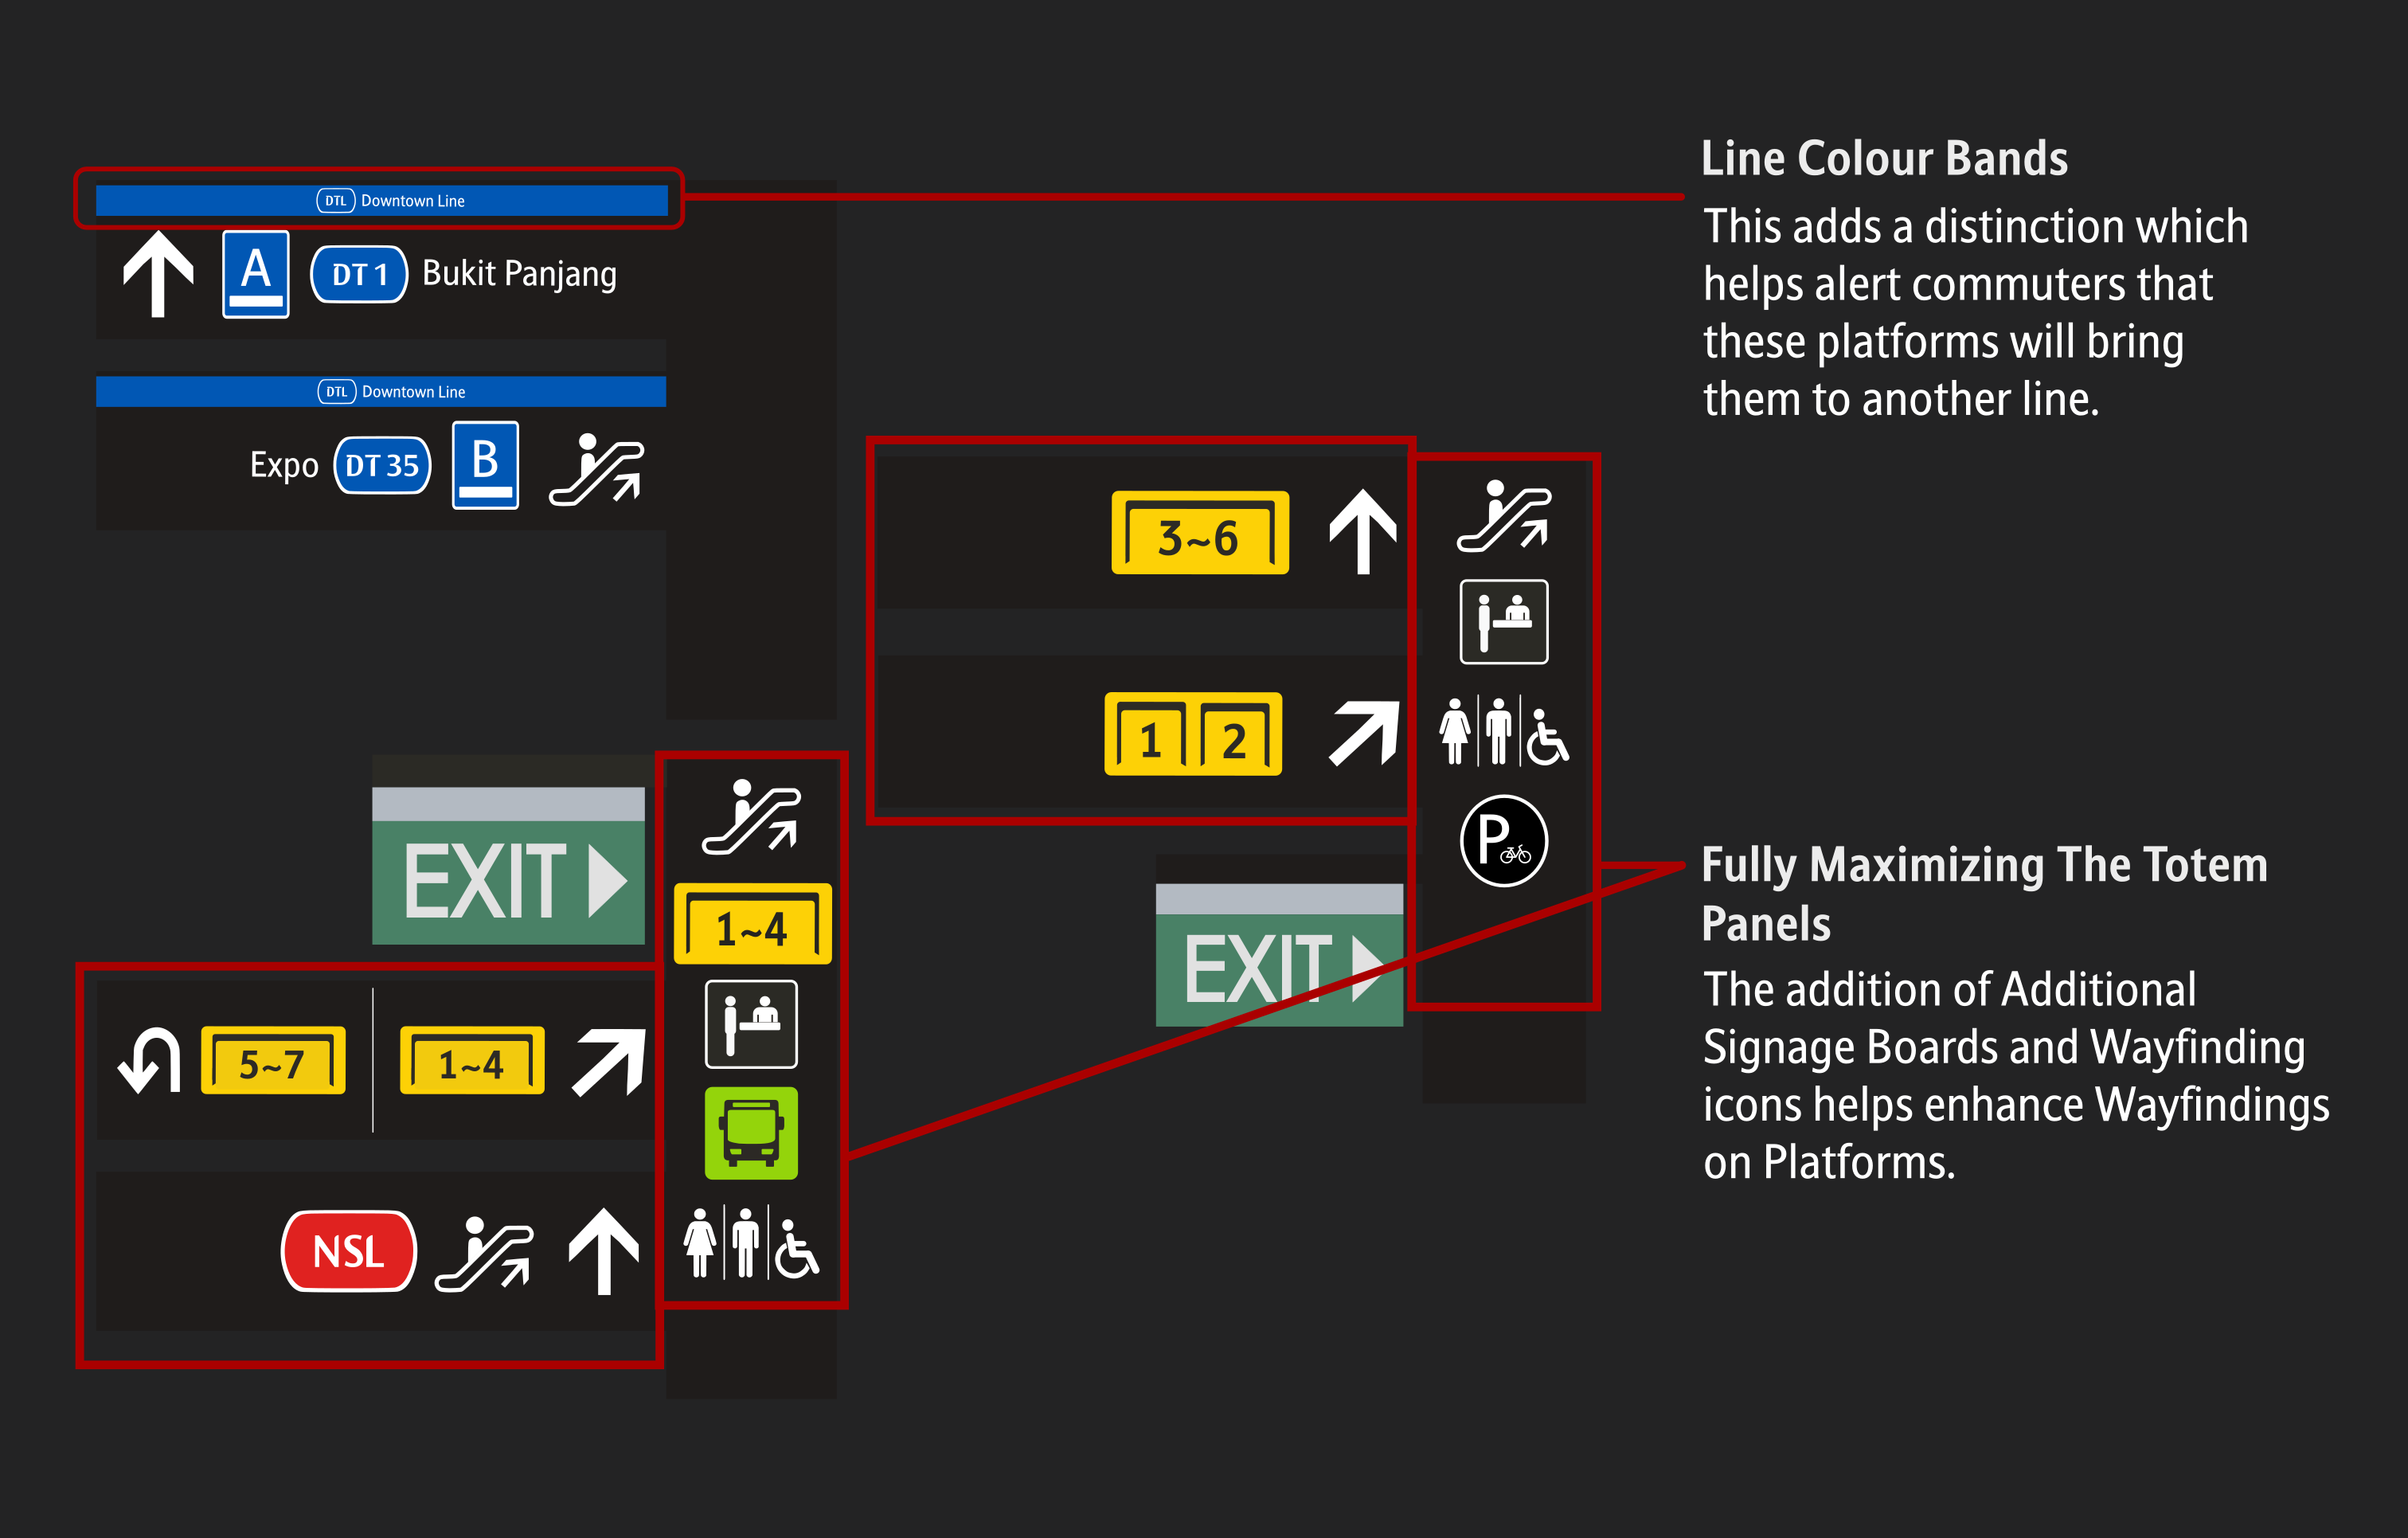 DTL Downtown Line
A DT 1 Bukit Panjang
DTL Downtown Line
Expo DT 35 B
3~6
1 2
EXIT
1~4
5~7 1~4
NSL
P
EXIT
Line Colour Bands
This adds a distinction which
helps alert commuters that
these platforms will bring
them to another line.
Fully Maximizing The Totem
Panels
The addition of Additional
Signage Boards and Wayfinding
icons helps enhance Wayfindings
on Platforms.